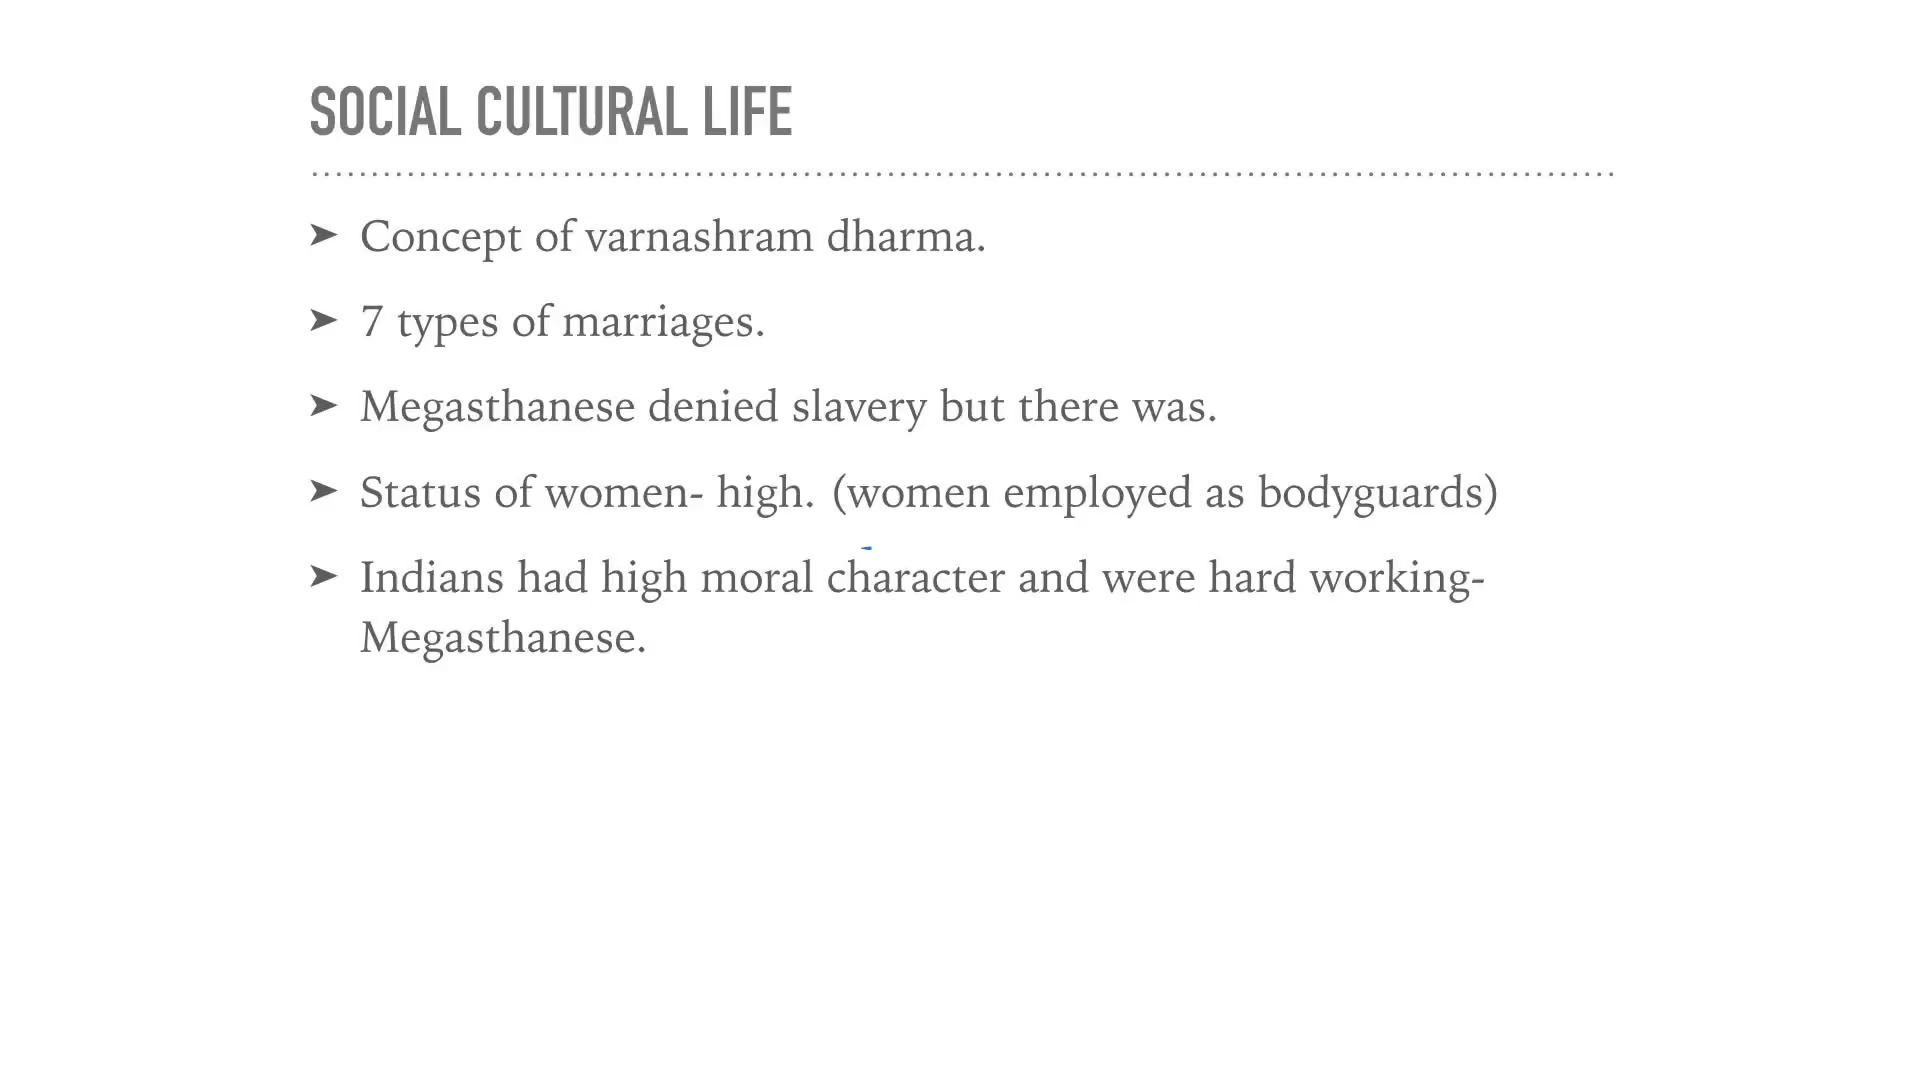 SOCIAL CULTURAL LIFE
➤ Concept of varnashram dharma.
➤ 7 types of marriages.
➤ Megasthanese denied slavery but there was.
➤ Status of women- high. (women employed as bodyguards)
➤ Indians had high moral character and were hard working-
Megasthanese.